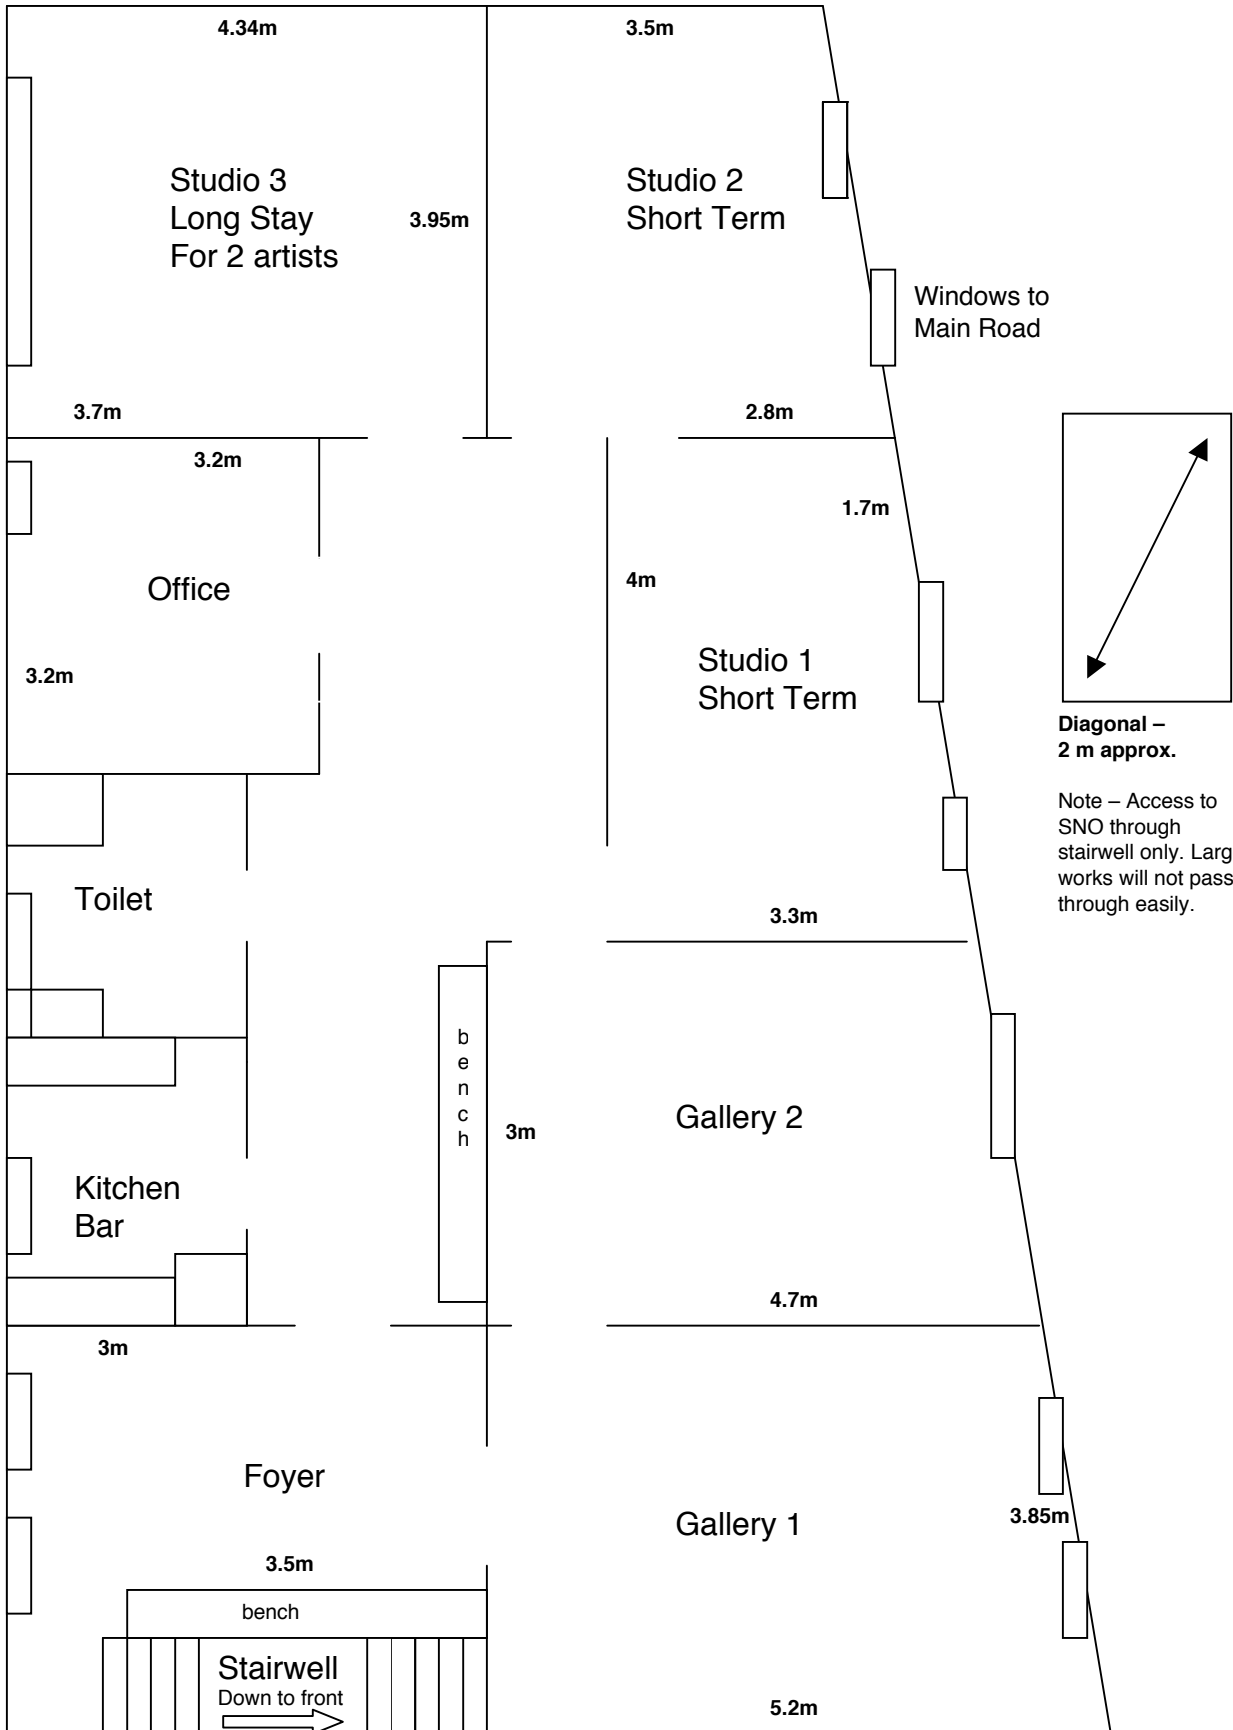 4.34m
3.5m
Studio 3
Long Stay
For 2 artists
3.95m
Studio 2
Short Term
Windows to
Main Road
3.7m
2.8m
3.2m
1.7m
Office
4m
3.2m
Studio 1
Short Term
Diagonal –
2 m approx.
Note – Access to
SNO through
stairwell only. Larg
works will not pass
through easily.
Toilet
3.3m
b
e
n
c
h
3m
Gallery 2
Kitchen
Bar
4.7m
3m
Foyer
Gallery 1
3.85m
3.5m
bench
Stairwell
Down to front
5.2m